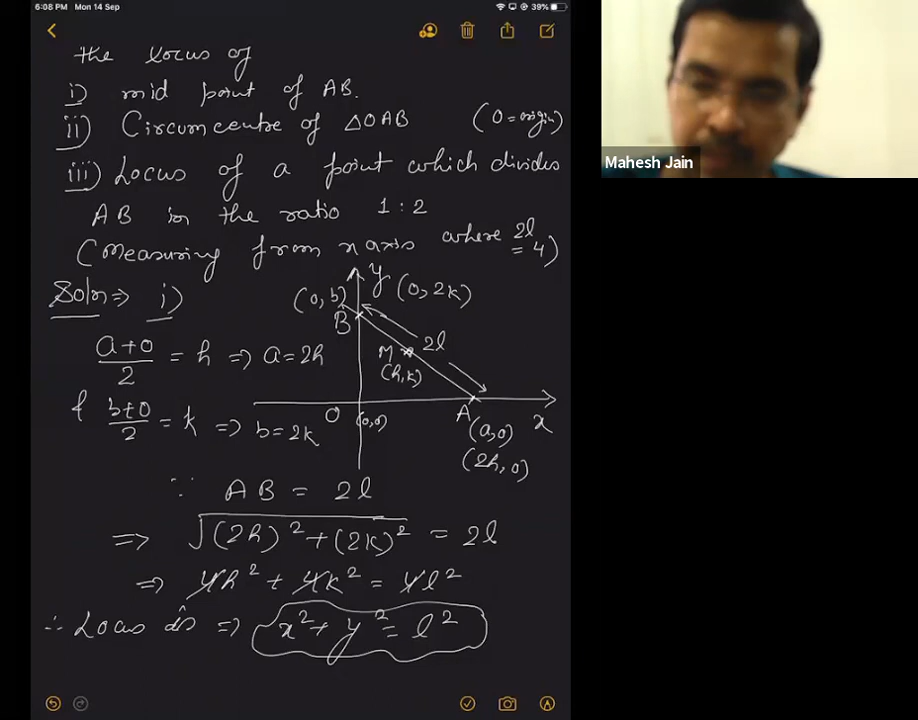 6:08 PM Mon 14 Sep
39%
the Locus of
i) mid point of AB.
ii) Circumcentre of △OAB (O = origin)
iii) Locus of a point which divides
AB in the ratio 1:2
(Measuring from x axis where 2l = 4)
Soln ⇒ i)
(0, b) y (0, 2k)
B
(a+0)/2 = h ⇒ a = 2h
M 2l
(h, k)
& (b+0)/2 = k ⇒ b = 2k
O (0,0) A x
(a, 0)
(2h, 0)
∵ AB = 2l
⇒ √((2h)² + (2k)²) = 2l
⇒ 4h² + 4k² = 4l²
∴ Locus is ⇒ x² + y² = l²
Mahesh Jain